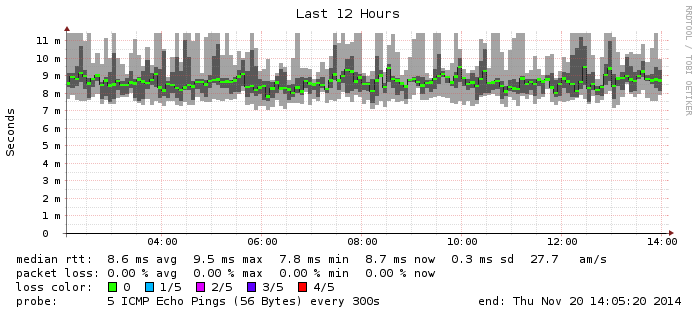 Last 12 Hours
RRDTOOL / TOBI OETIKER
Seconds
11 m
10 m
9 m
8 m
7 m
6 m
5 m
4 m
3 m
2 m
1 m
0
04:00 06:00 08:00 10:00 12:00 14:00
median rtt: 8.6 ms avg 9.5 ms max 7.8 ms min 8.7 ms now 0.3 ms sd 27.7 am/s
packet loss: 0.00 % avg 0.00 % max 0.00 % min 0.00 % now
loss color: 0 1/5 2/5 3/5 4/5
probe: 5 ICMP Echo Pings (56 Bytes) every 300s end: Thu Nov 20 14:05:20 2014